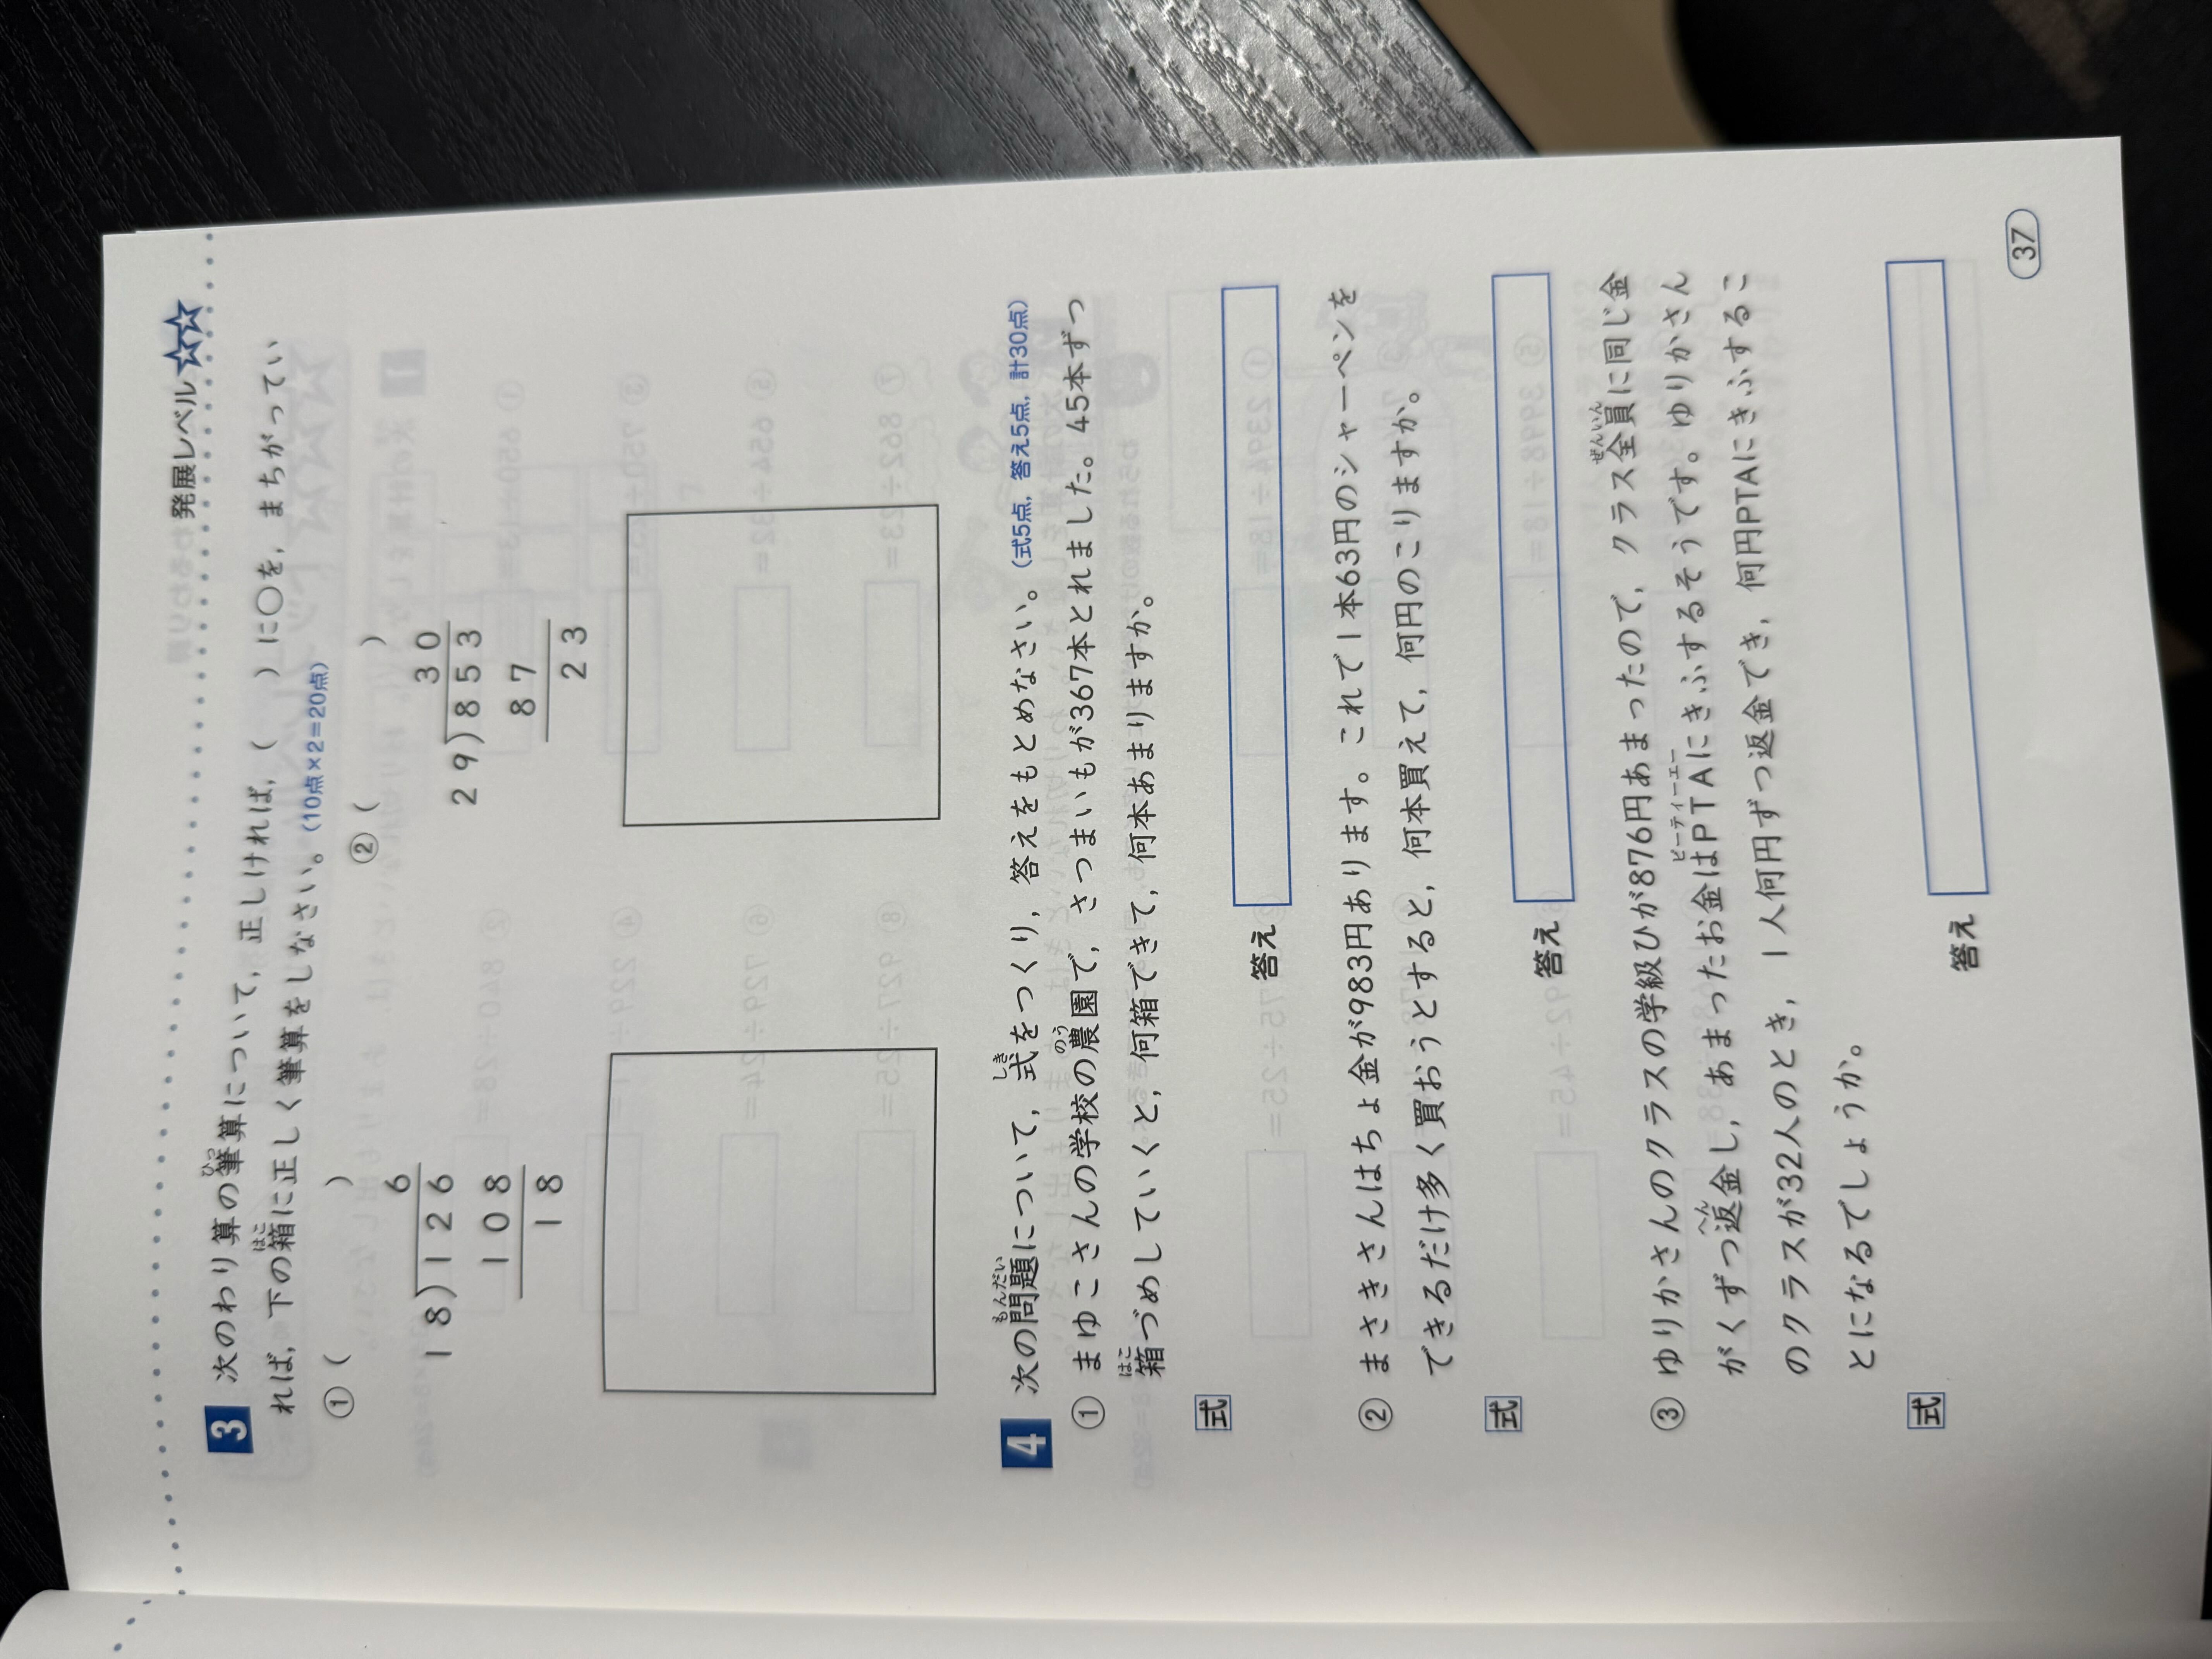 発展レベル ☆☆
3 次のわり算の筆算について,正しければ,(　　)に○を,まちがってい
れば,下の箱に正しく筆算をしなさい。(10点×2=20点)
①(　　) ②(　　)
6
18)126
108
18
30
29)853
87
23
4 次の問題について,式をつくり,答えをもとめなさい。(式5点,答え5点,計30点)
① まゆこさんの学校の農園で,さつまいもが367本とれました。45本ずつ
箱づめしていくと,何箱できて,何本あまりますか。
式
答え
② まさきさんはちょ金が983円あります。これで1本63円のシャーペンを
できるだけ多く買おうとすると,何本買えて,何円のこりますか。
式
答え
③ ゆりかさんのクラスの学級ひが876円あまったので,クラス全員に同じ金
がくずつ返金し,あまったお金はPTAにきふするそうです。ゆりかさん
のクラスが32人のとき,1人何円ずつ返金でき,何円PTAにきふするこ
とになるでしょうか。
式
答え
37